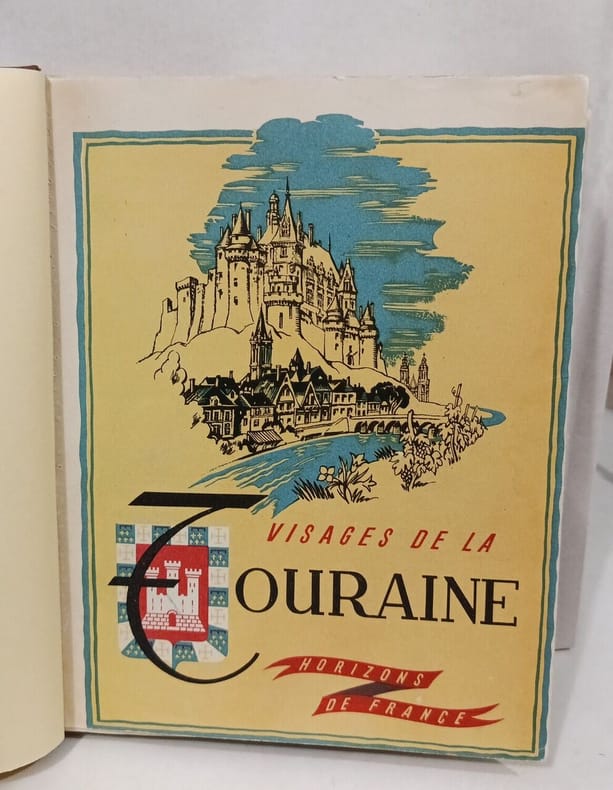 VISAGES DE LA
TOURAINE
HORIZONS
DE FRANCE